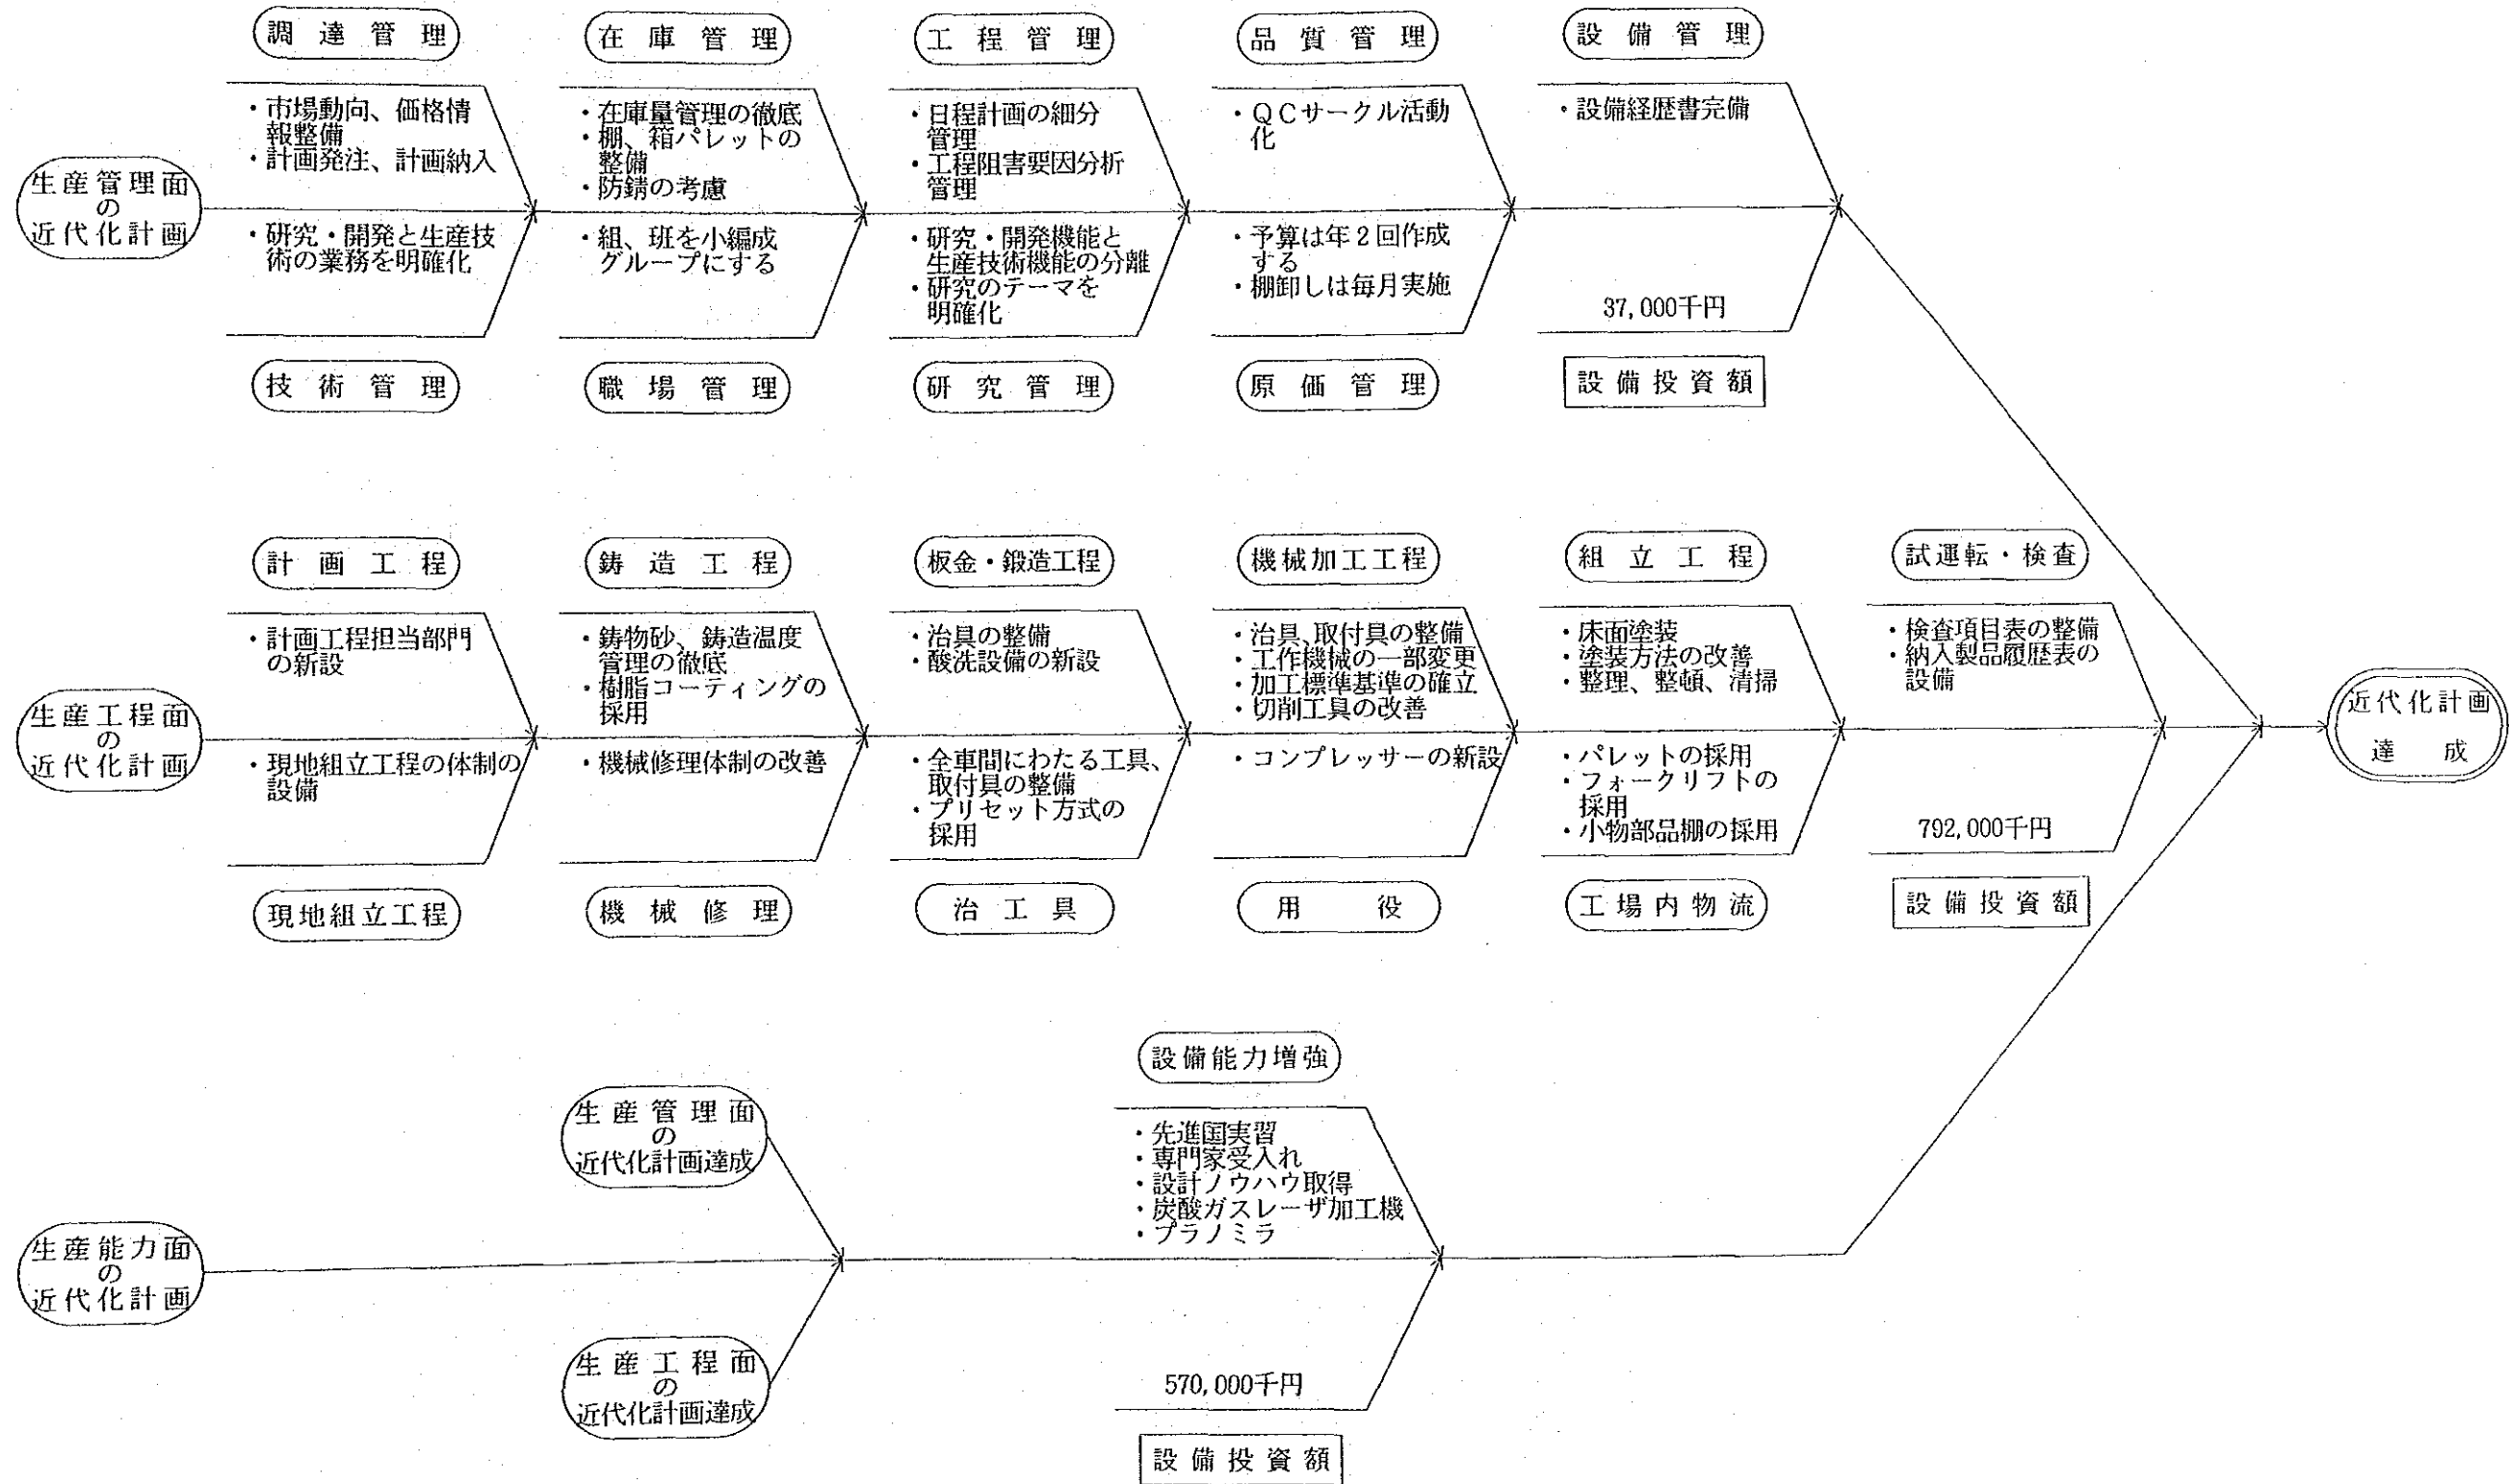 調達管理
在庫管理
工程管理
品質管理
設備管理
・市場動向、価格情
報整備
・計画発注、計画納入
・在庫量管理の徹底
・棚、箱パレットの
整備
・防錆の考慮
・日程計画の細分
管理
・工程阻害要因分析
管理
・QCサークル活動
化
・設備経歴書完備
生産管理面
の
近代化計画
・研究・開発と生産技
術の業務を明確化
・組、班を小編成
グループにする
・研究・開発機能と
生産技術機能の分離
・研究のテーマを
明確化
・予算は年2回作成
する
・棚卸しは毎月実施
37,000千円
技術管理
職場管理
研究管理
原価管理
設備投資額
計画工程
鋳造工程
板金・鍛造工程
機械加工工程
組立工程
試運転・検査
・計画工程担当部門
の新設
・鋳物砂、鋳造温度
管理の徹底
・樹脂コーティングの
採用
・治具の整備
・酸洗設備の新設
・治具、取付具の整備
・工作機械の一部変更
・加工標準基準の確立
・切削工具の改善
・床面塗装
・塗装方法の改善
・整理、整頓、清掃
・検査項目表の整備
・納入製品履歴表の
設備
生産工程面
の
近代化計画
近代化計画
達成
・現地組立工程の体制の
設備
・機械修理体制の改善
・全車間にわたる工具、
取付具の整備
・プリセット方式の
採用
・コンプレッサーの新設
・パレットの採用
・フォークリフトの
採用
・小物部品棚の採用
792,000千円
現地組立工程
機械修理
治工具
用役
工場内物流
設備投資額
設備能力増強
生産管理面
の
近代化計画達成
・先進国実習
・専門家受入れ
・設計ノウハウ取得
・炭酸ガスレーザ加工機
・プラノミラ
生産能力面
の
近代化計画
生産工程面
の
近代化計画達成
570,000千円
設備投資額